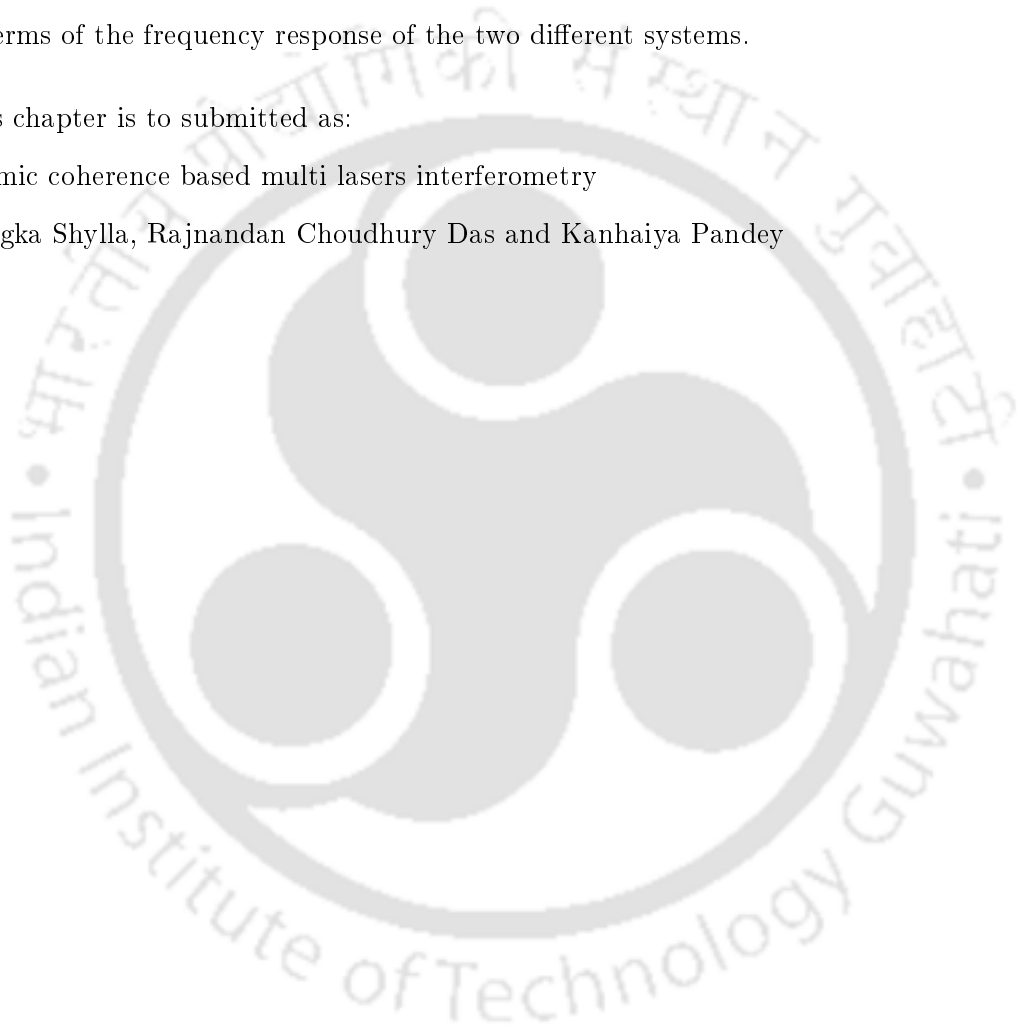 erms of the frequency response of the two different systems.
s chapter is to submitted as:
mic coherence based multi lasers interferometry
gka Shylla, Rajnandan Choudhury Das and Kanhaiya Pandey
भारतीय प्रौद्योगिकी संस्थान गुवाहाटी
• Indian Institute of Technology Guwahati •